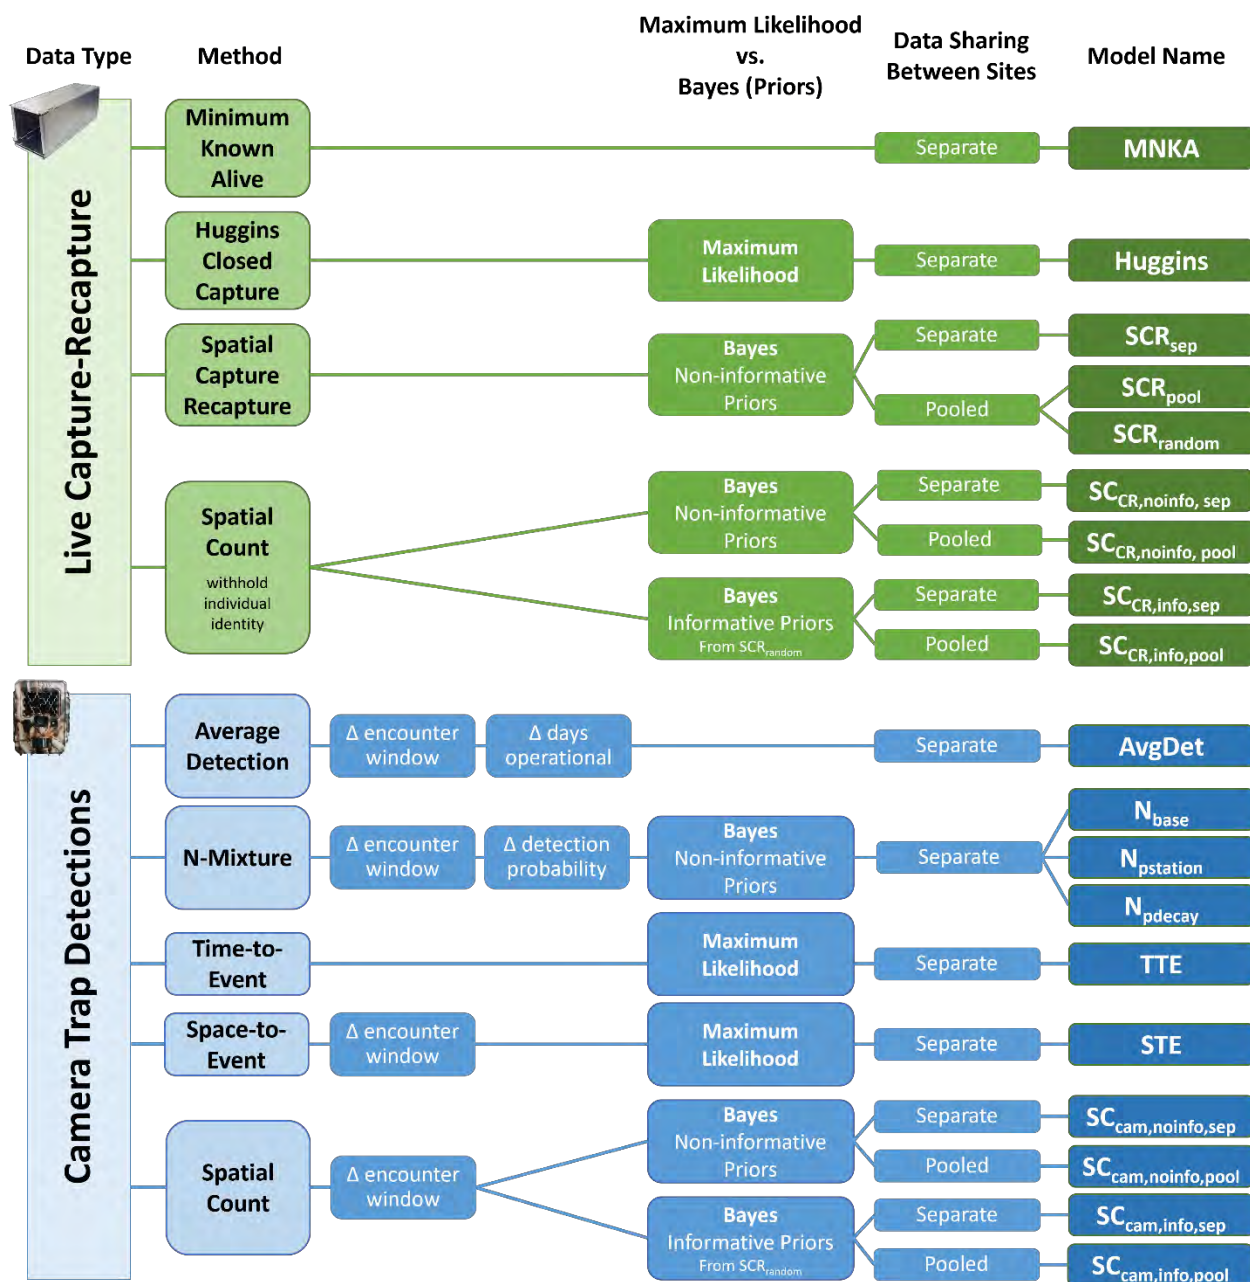 Data Type
Method
Maximum Likelihood
vs.
Bayes (Priors)
Data Sharing
Between Sites
Model Name
Live Capture-Recapture
Minimum
Known
Alive
Separate
MNKA
Huggins
Closed
Capture
Maximum
Likelihood
Separate
Huggins
Spatial
Capture
Recapture
Bayes
Non-informative
Priors
Separate
SCRsep
Pooled
SCRpool
SCRrandom
Spatial
Count
withhold
individual
identity
Bayes
Non-informative
Priors
Separate
SCCR,noinfo, sep
Pooled
SCCR,noinfo, pool
Bayes
Informative Priors
From SCRrandom
Separate
SCCR,info,sep
Pooled
SCCR,info,pool
Camera Trap Detections
Average
Detection
Δ encounter
window
Δ days
operational
Separate
AvgDet
N-Mixture
Δ encounter
window
Δ detection
probability
Bayes
Non-informative
Priors
Separate
Nbase
Npstation
Npdecay
Time-to-
Event
Maximum
Likelihood
Separate
TTE
Space-to-
Event
Δ encounter
window
Maximum
Likelihood
Separate
STE
Spatial
Count
Δ encounter
window
Bayes
Non-informative
Priors
Separate
SCcam,noinfo,sep
Pooled
SCcam,noinfo,pool
Bayes
Informative Priors
From SCRrandom
Separate
SCcam,info,sep
Pooled
SCcam,info,pool